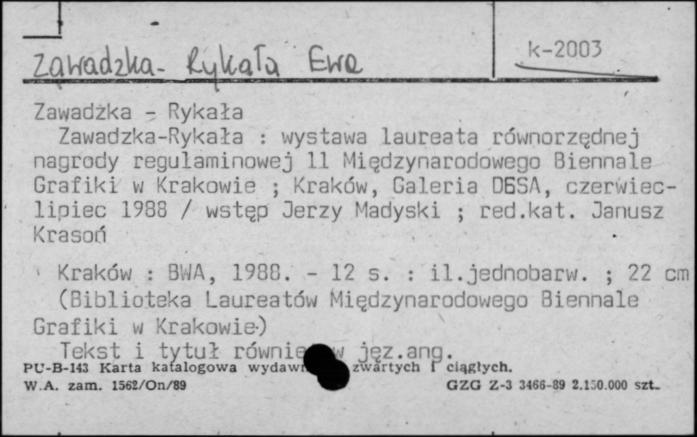 Zawadzka-Rykała Ewa
k-2003
Zawadzka - Rykała
Zawadzka-Rykała : wystawa laureata równorzędnej
nagrody regulaminowej 11 Międzynarodowego Biennale
Grafiki w Krakowie ; Kraków, Galeria DESA, czerwiec-
lipiec 1988 / wstęp Jerzy Madyski ; red.kat. Janusz
Krasoń
Kraków : BWA, 1988. - 12 s. : il.jednobarw. ; 22 cm
(Biblioteka Laureatów Międzynarodowego Biennale
Grafiki w Krakowie)
Tekst i tytuł równie w jęz.ang.
PU-B-143 Karta katalogowa wydawn zwartych i ciągłych.
W.A. zam. 1562/On/89 GZG Z-3 3466-89 2.150.000 szt.